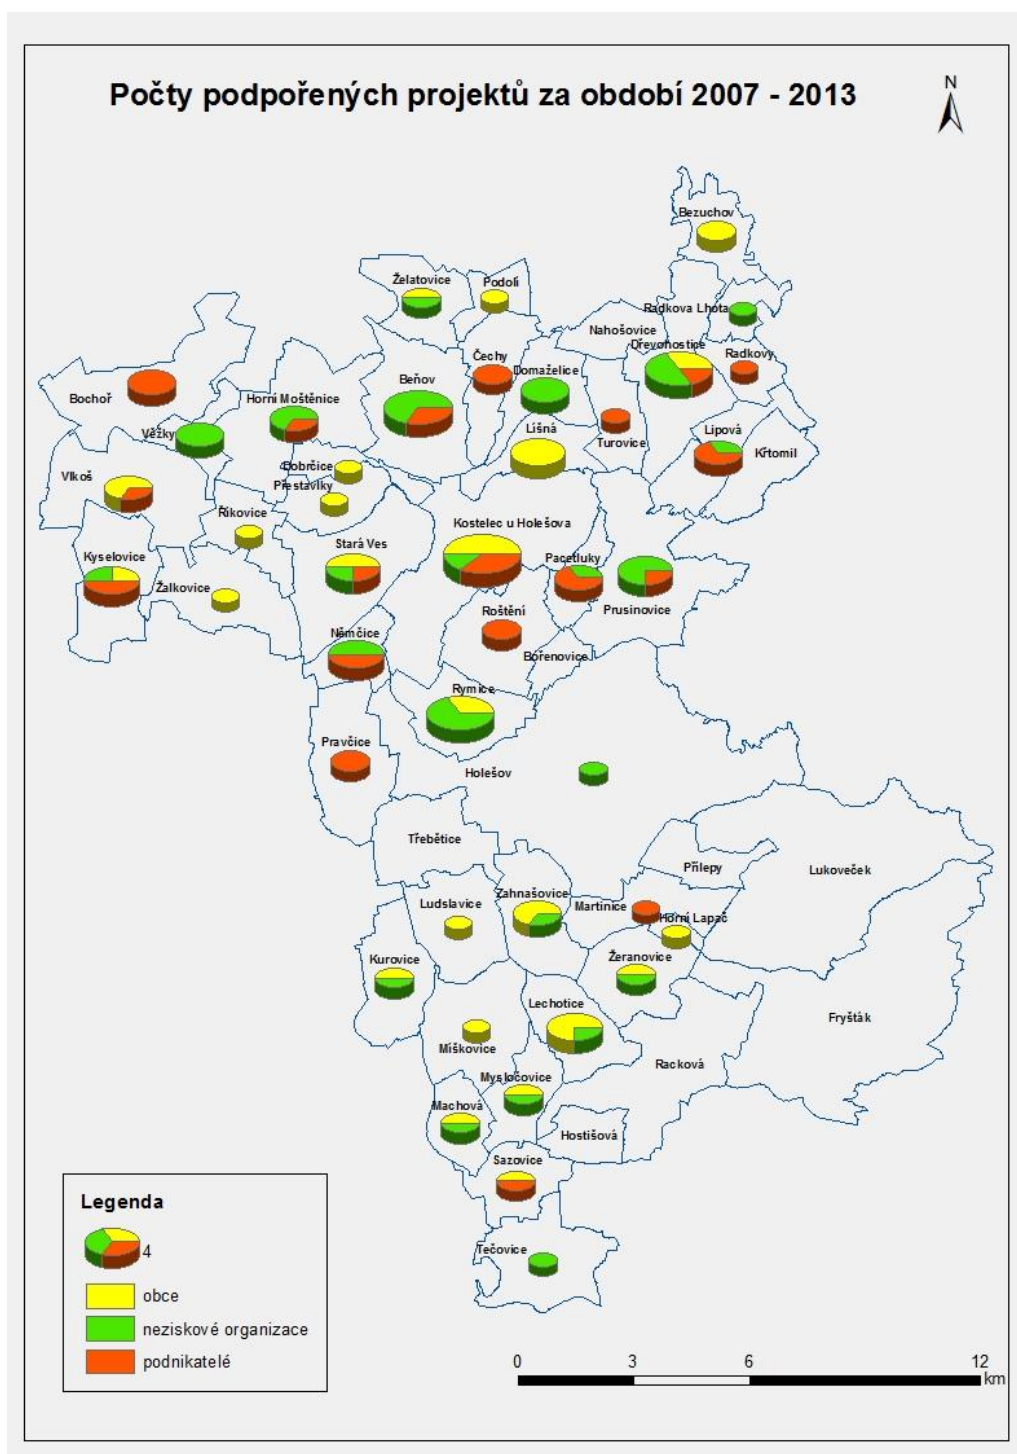 Počty podpořených projektů za období 2007 - 2013
N
Bezuchov
Želatovice
Podolí
Radkova Lhota
Nahošovice
Dřevohostice
Radkovy
Čechy
Domaželice
Beňov
Bochoř
Horní Moštěnice
Lipová
Líšná
Turovice
Křtomil
Věžky
Dobrčice
Vlkoš
Přestavlky
Říkovice
Kostelec u Holešova
Stará Ves
Kyselovice
Pacetluky
Žalkovice
Prusinovice
Roštění
Němčice
Bořenovice
Rymice
Pravčice
Holešov
Třebětice
Přílepy
Lukoveček
Zahnašovice
Ludslavice
Martinice
Horní Lapač
Kurovice
Žeranovice
Lechotice
Fryšták
Míškovice
Racková
Mysločovice
Machová
Hostišová
Sazovice
Tečovice
Legenda
4
obce
neziskové organizace
podnikatelé
0 3 6 12
km